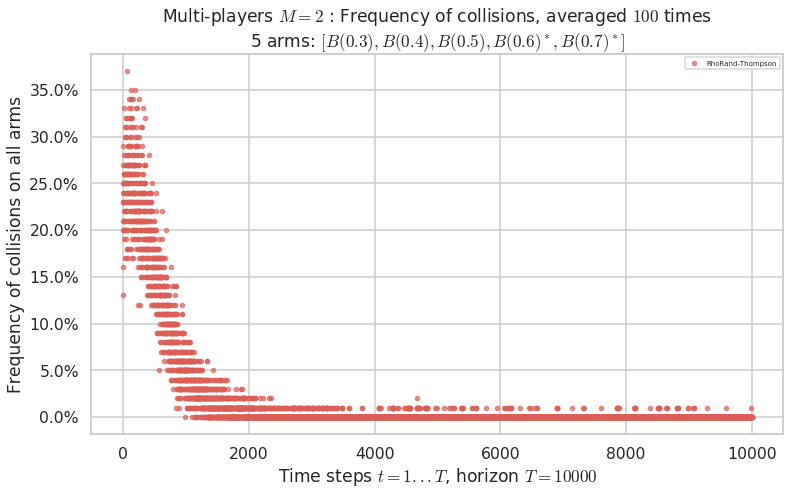 Multi-players M = 2 : Frequency of collisions, averaged 100 times
5 arms: [B(0.3), B(0.4), B(0.5), B(0.6)*, B(0.7)*]
RhoRand-Thompson
Frequency of collisions on all arms
35.0%
30.0%
25.0%
20.0%
15.0%
10.0%
5.0%
0.0%
0 2000 4000 6000 8000 10000
Time steps t = 1...T, horizon T = 10000